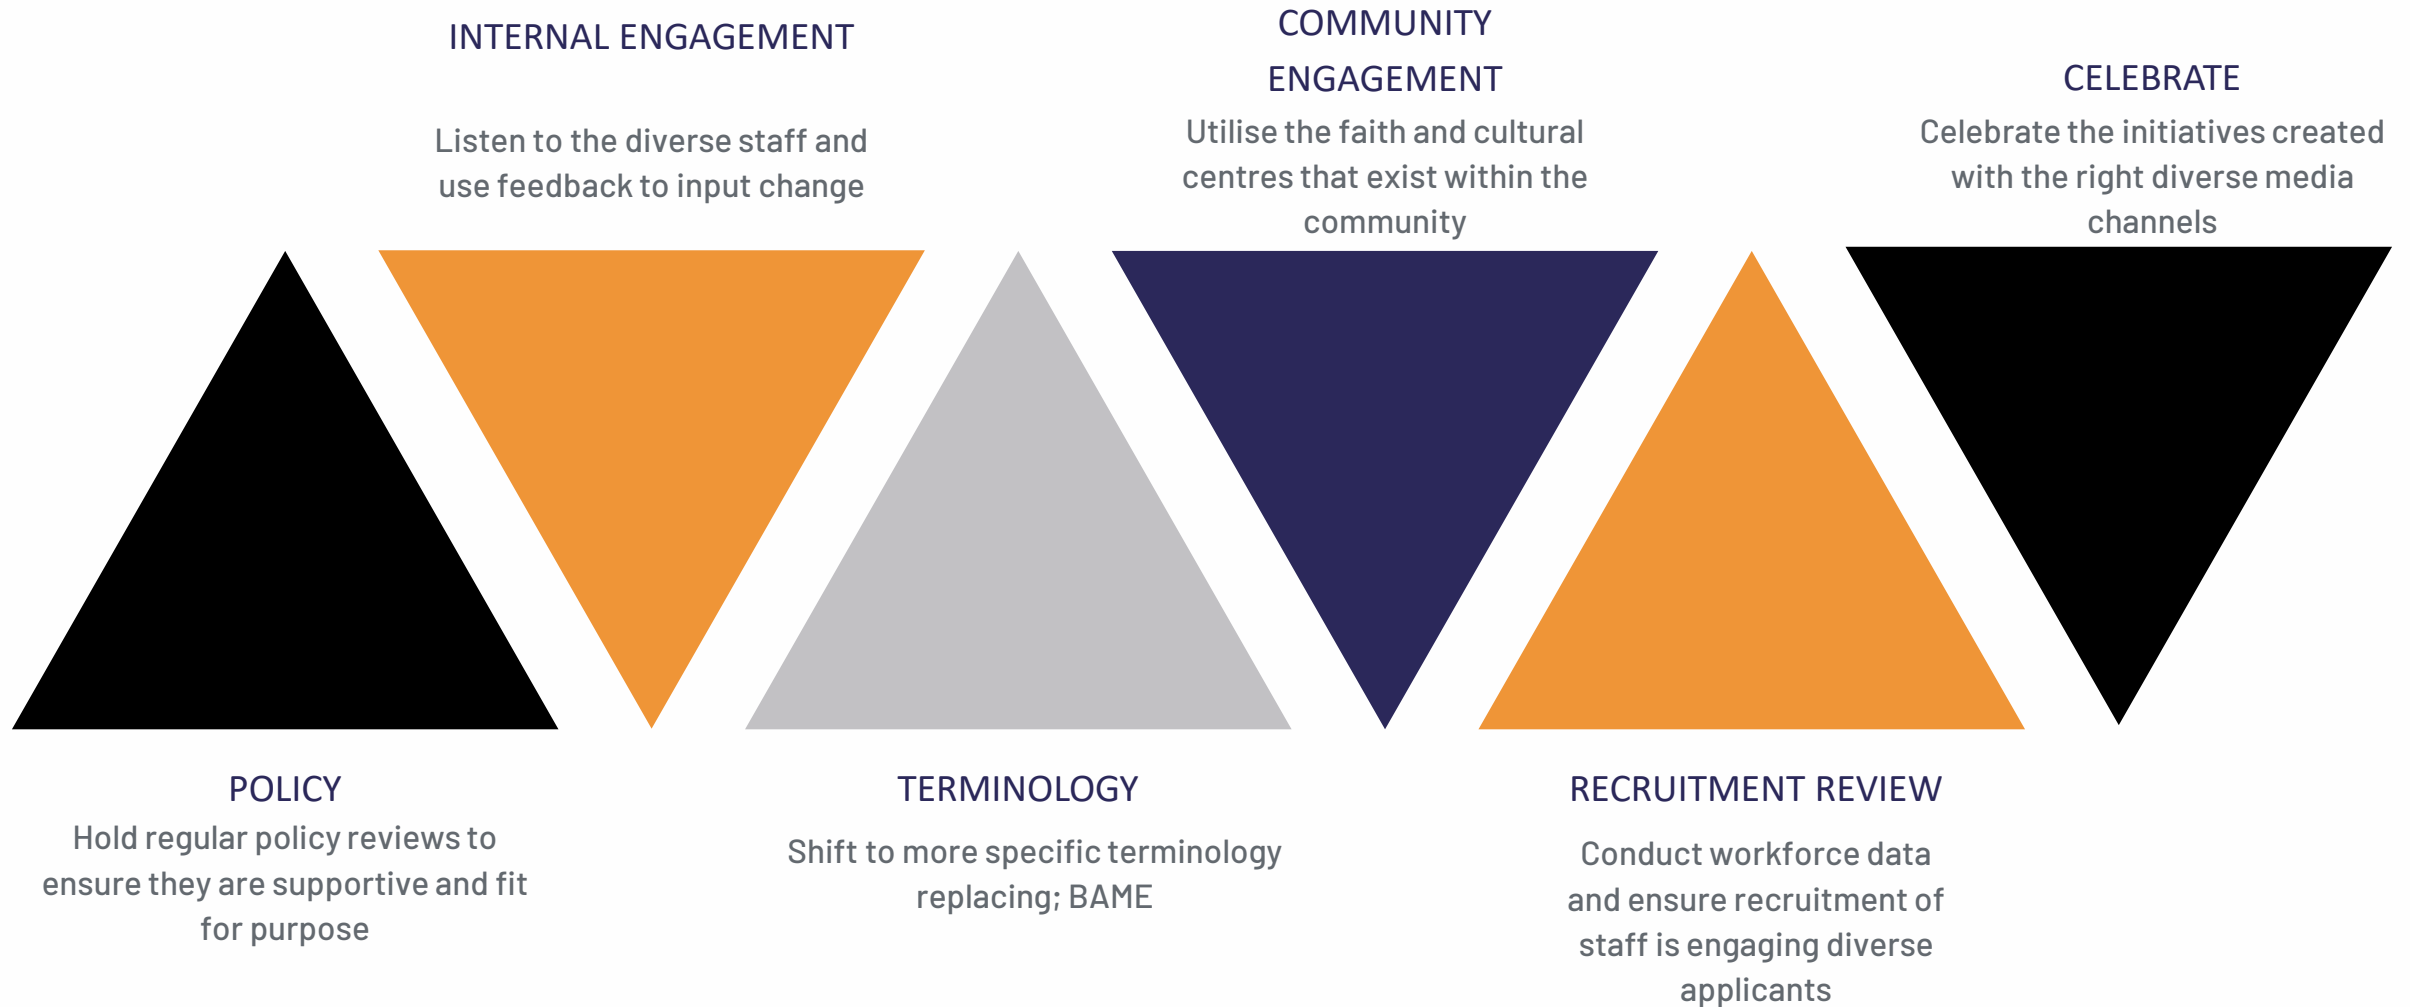 INTERNAL ENGAGEMENT
Listen to the diverse staff and
use feedback to input change
COMMUNITY
ENGAGEMENT
Utilise the faith and cultural
centres that exist within the
community
CELEBRATE
Celebrate the initiatives created
with the right diverse media
channels
POLICY
Hold regular policy reviews to
ensure they are supportive and fit
for purpose
TERMINOLOGY
Shift to more specific terminology
replacing; BAME
RECRUITMENT REVIEW
Conduct workforce data
and ensure recruitment of
staff is engaging diverse
applicants